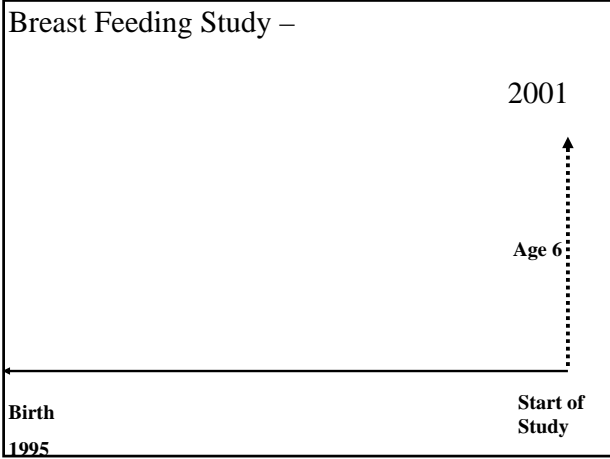 Breast Feeding Study –
2001
Age 6
Birth
1995
Start of
Study